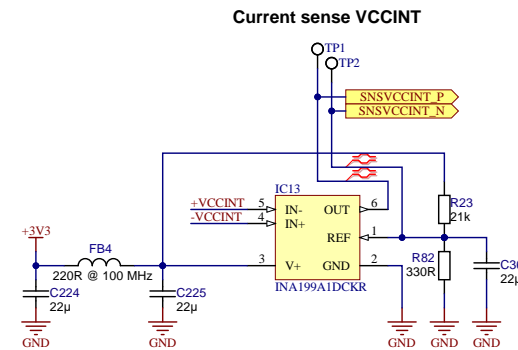 Current sense VCCINT
TP1
TP2
SNSVCCINT_P
SNSVCCINT_N
IC13
R23
21k
+VCCINT 5 IN- OUT 6
-VCCINT 4 IN+
REF 1
+3V3
FB4
220R @ 100 MHz
3 V+ GND 2
R82
330R
22µ
INA199A1DCKR
C224
22µ
C225
22µ
GND GND GND GND GND